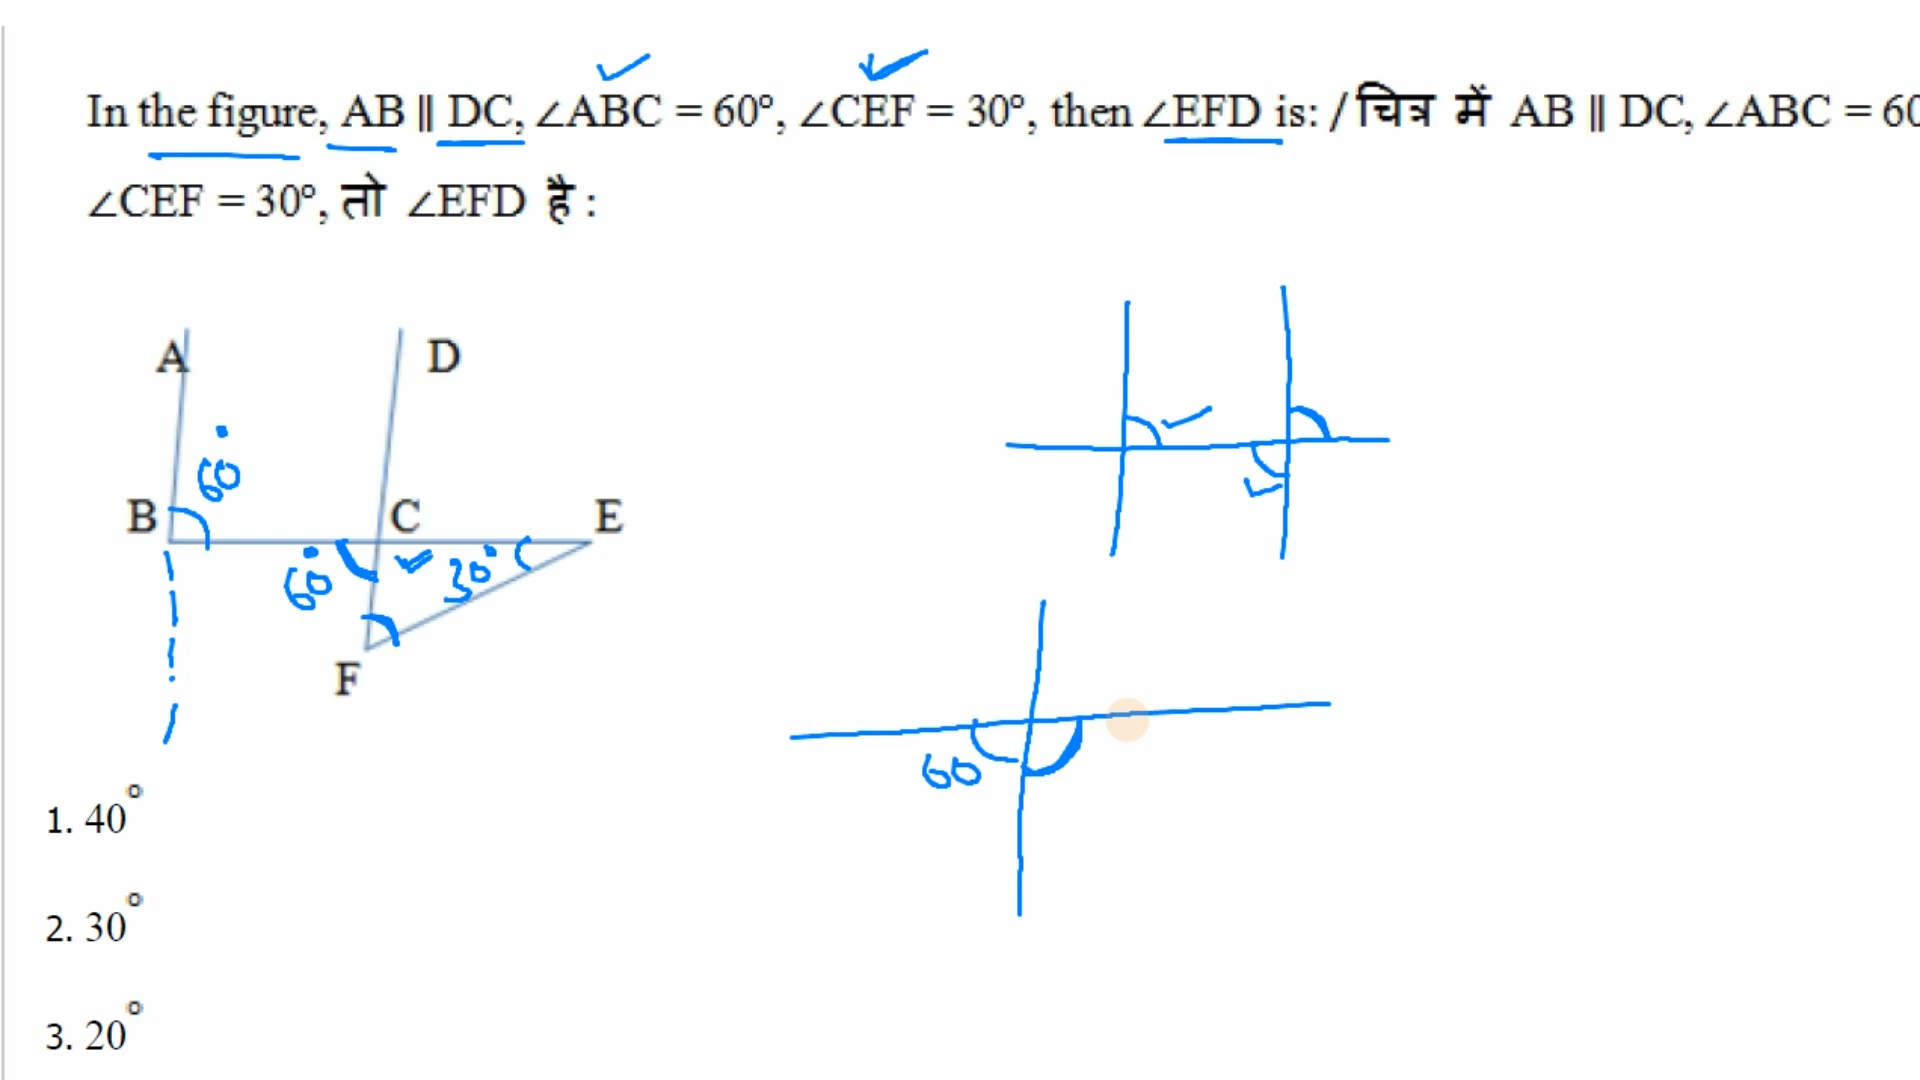 In the figure, AB || DC, ∠ABC = 60°, ∠CEF = 30°, then ∠EFD is: / चित्र में AB || DC, ∠ABC = 60
∠CEF = 30°, तो ∠EFD है :
A
D
60°
B
C
E
60°
30°
F
60
1. 40°
2. 30°
3. 20°